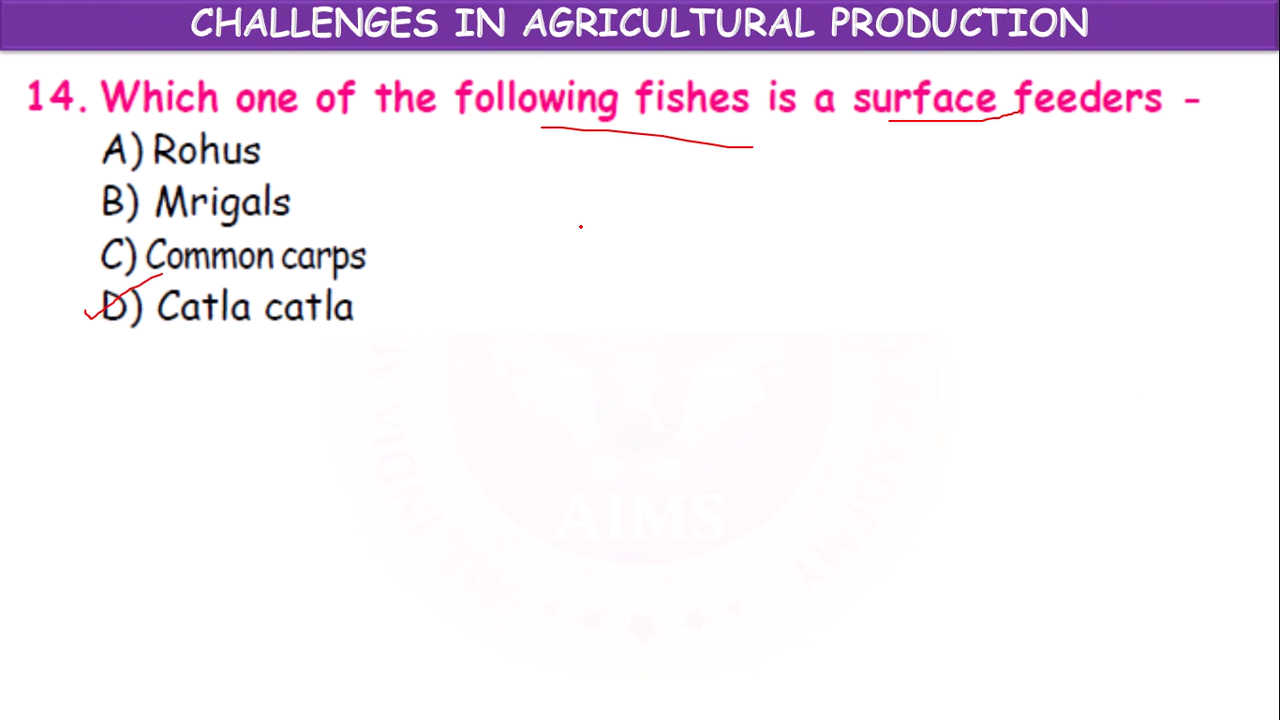 CHALLENGES IN AGRICULTURAL PRODUCTION
14. Which one of the following fishes is a surface feeders -
A) Rohus
B) Mrigals
C) Common carps
D) Catla catla
AIMS